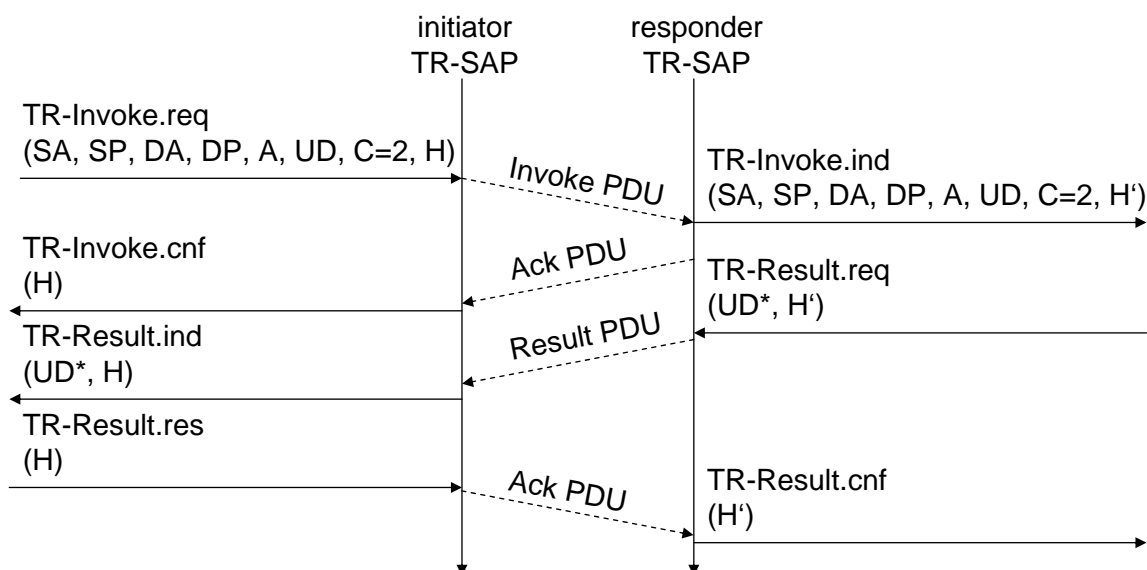 initiator
TR-SAP
responder
TR-SAP
TR-Invoke.req
(SA, SP, DA, DP, A, UD, C=2, H)
Invoke PDU
TR-Invoke.ind
(SA, SP, DA, DP, A, UD, C=2, H‘)
TR-Invoke.cnf
(H)
Ack PDU
TR-Result.req
(UD*, H‘)
TR-Result.ind
(UD*, H)
Result PDU
TR-Result.res
(H)
Ack PDU
TR-Result.cnf
(H‘)